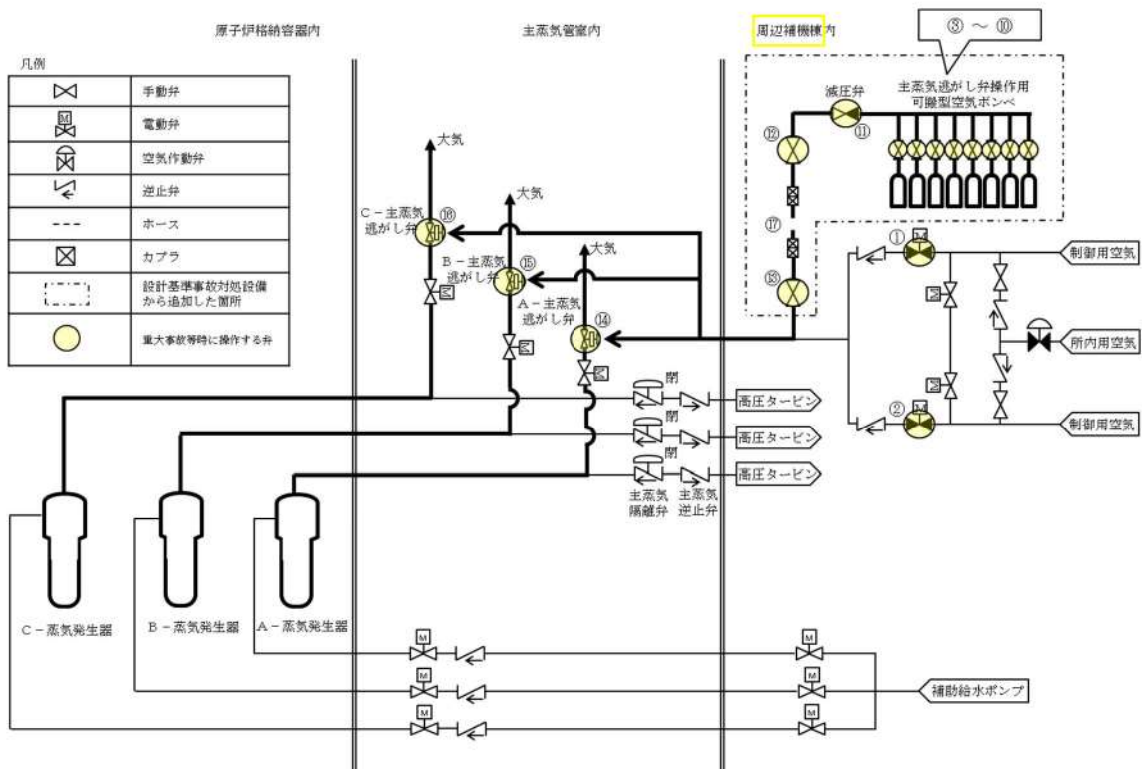 原子炉格納容器内
主蒸気管室内
周辺補機棟内
③ ～ ⑩
凡例
手動弁
M
電動弁
空気作動弁
逆止弁
ホース
カプラ
設計基準事故対処設備
から追加した箇所
重大事故等時に操作する弁
主蒸気逃がし弁操作用
可搬型空気ボンベ
減圧弁
⑪
⑫
⑰
⑬
大気
大気
大気
C－主蒸気
逃がし弁
⑯
B－主蒸気
逃がし弁
⑮
A－主蒸気
逃がし弁
⑭
M
M
M
①
M
制御用空気
所内用空気
M
M
②
M
制御用空気
閉
高圧タービン
閉
高圧タービン
閉
高圧タービン
主蒸気
隔離弁
主蒸気
逆止弁
C－蒸気発生器
B－蒸気発生器
A－蒸気発生器
M
M
M
M
M
M
補助給水ポンプ